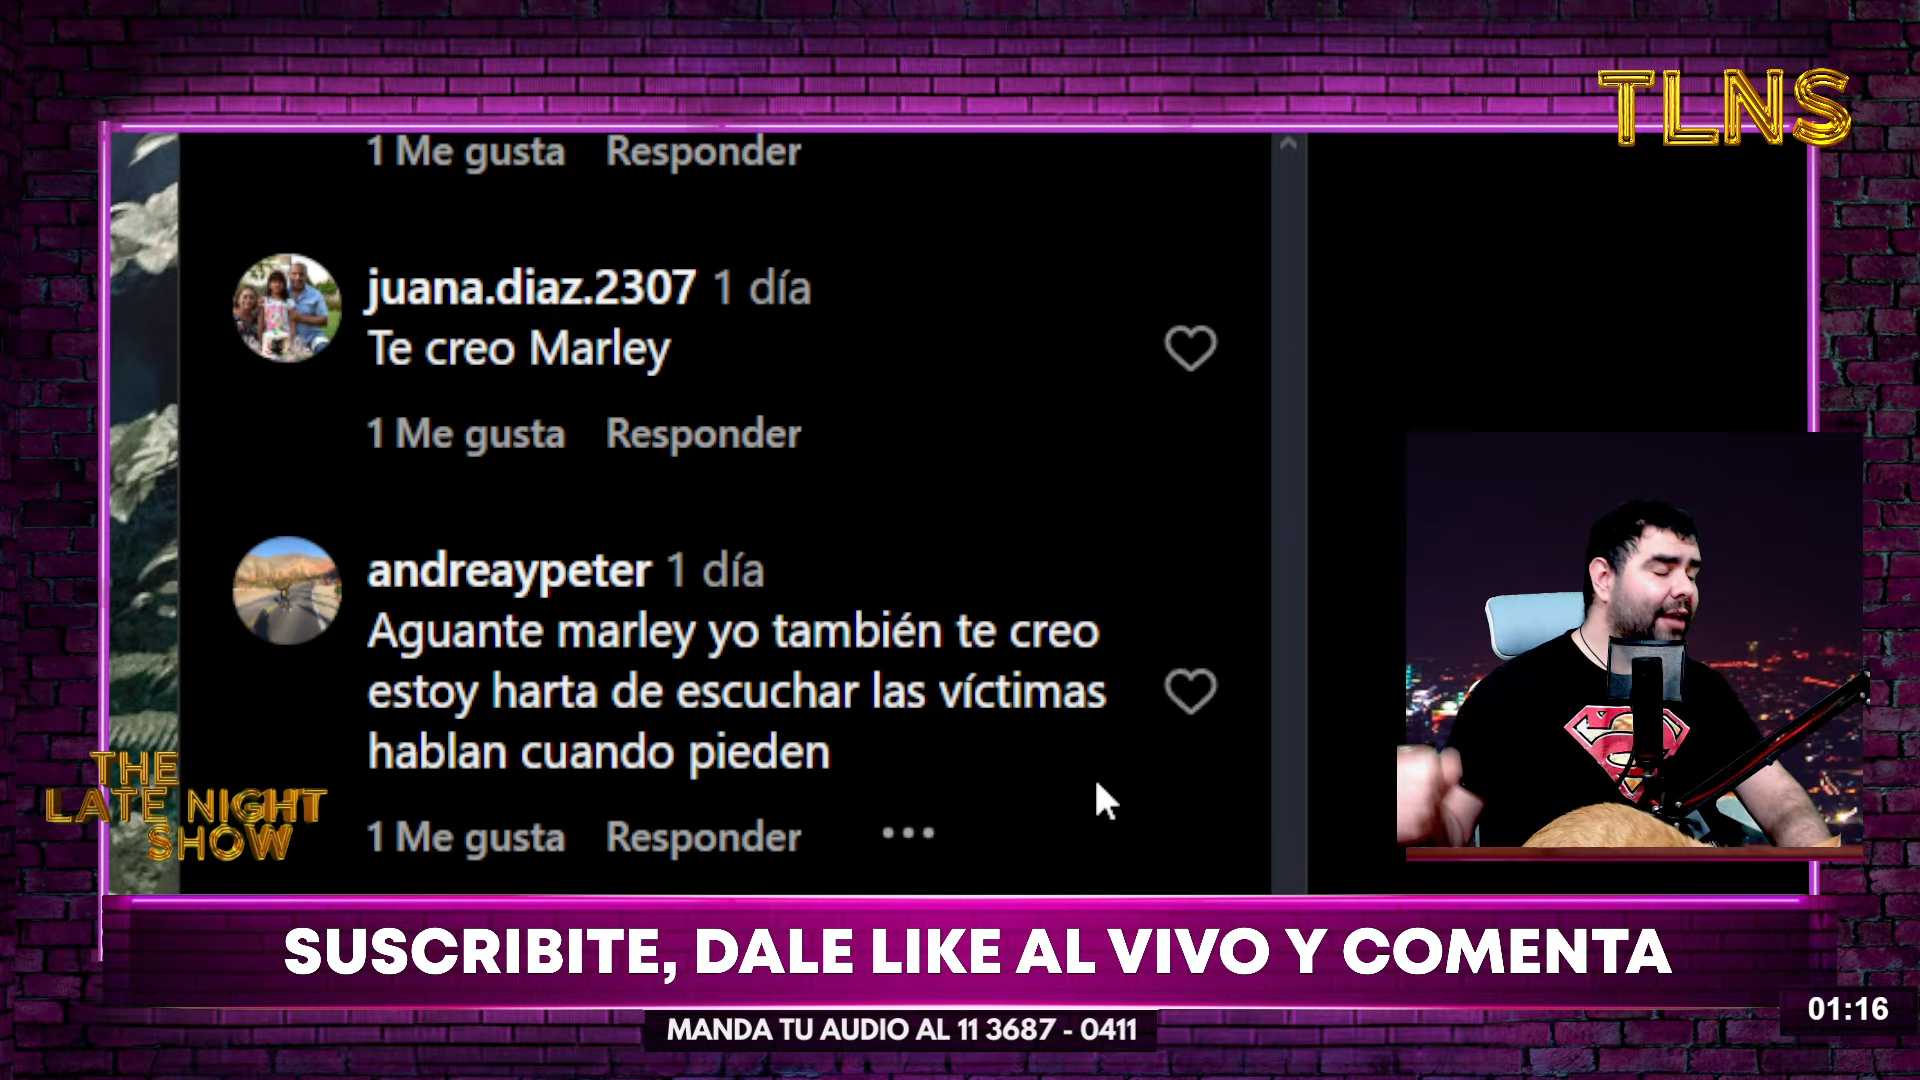 TLNS
1 Me gusta Responder
juana.diaz.2307 1 día
Te creo Marley
1 Me gusta Responder
andreaypeter 1 día
Aguante marley yo también te creo
estoy harta de escuchar las víctimas
hablan cuando pieden
1 Me gusta Responder
THE
LATE NIGHT
SHOW
SUSCRIBITE, DALE LIKE AL VIVO Y COMENTA
01:16
MANDA TU AUDIO AL 11 3687 - 0411